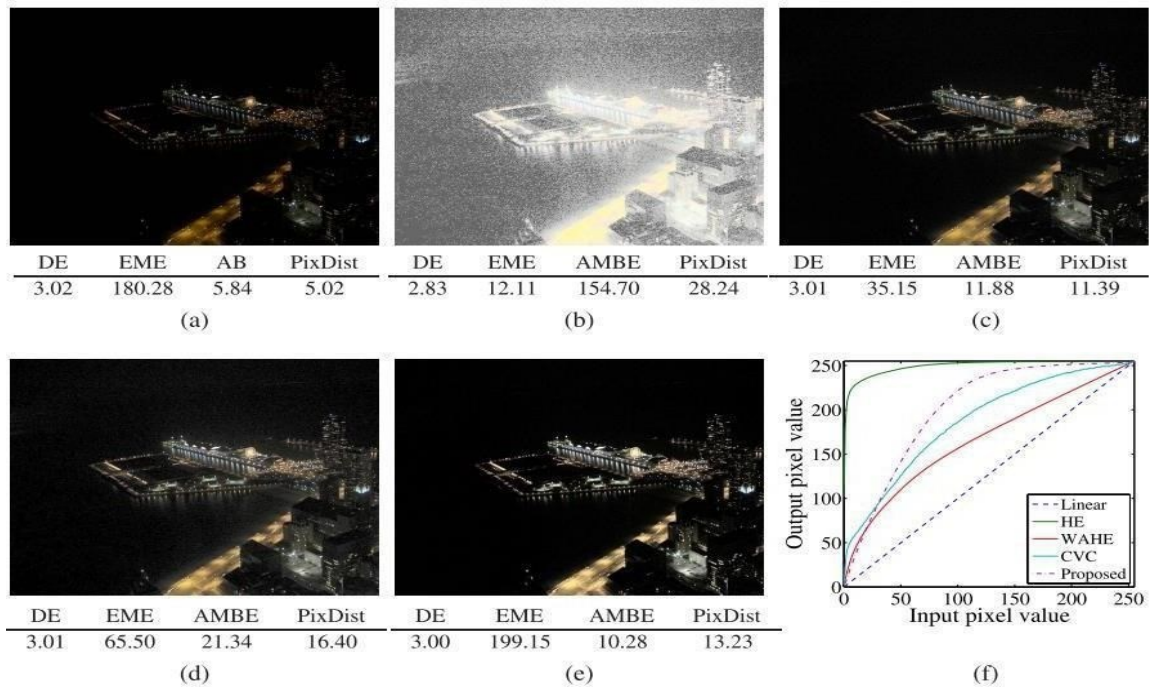 DE EME AB PixDist
3.02 180.28 5.84 5.02
(a)
DE EME AMBE PixDist
2.83 12.11 154.70 28.24
(b)
DE EME AMBE PixDist
3.01 35.15 11.88 11.39
(c)
DE EME AMBE PixDist
3.01 65.50 21.34 16.40
(d)
DE EME AMBE PixDist
3.00 199.15 10.28 13.23
(e)
250
200
150
100
50
0
Output pixel value
Linear
HE
WAHE
CVC
Proposed
0 50 100 150 200 250
Input pixel value
(f)